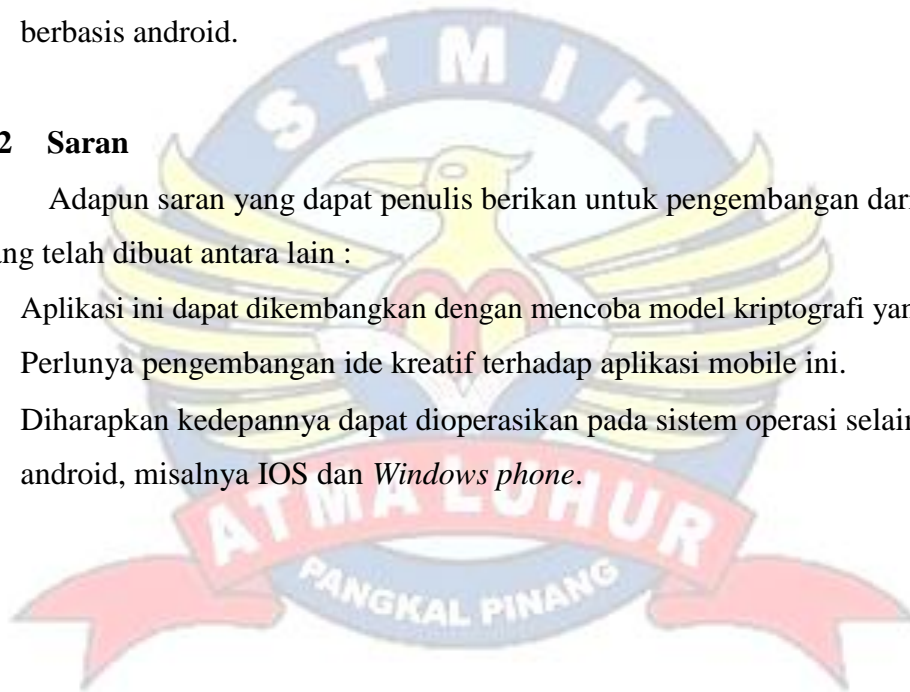 berbasis android.
2 Saran
Adapun saran yang dapat penulis berikan untuk pengembangan dari
ang telah dibuat antara lain :
Aplikasi ini dapat dikembangkan dengan mencoba model kriptografi yan
Perlunya pengembangan ide kreatif terhadap aplikasi mobile ini.
Diharapkan kedepannya dapat dioperasikan pada sistem operasi selain
android, misalnya IOS dan Windows phone.
STMIK
ATMA LUHUR
PANGKAL PINANG